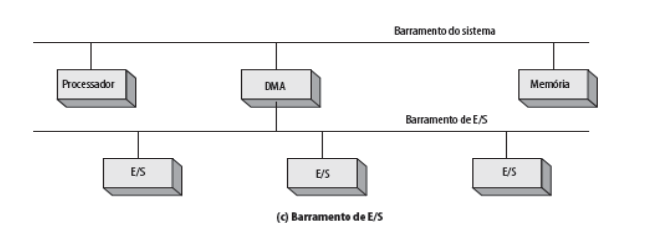 Barramento do sistema
Processador
DMA
Memória
Barramento de E/S
E/S
E/S
E/S
(c) Barramento de E/S